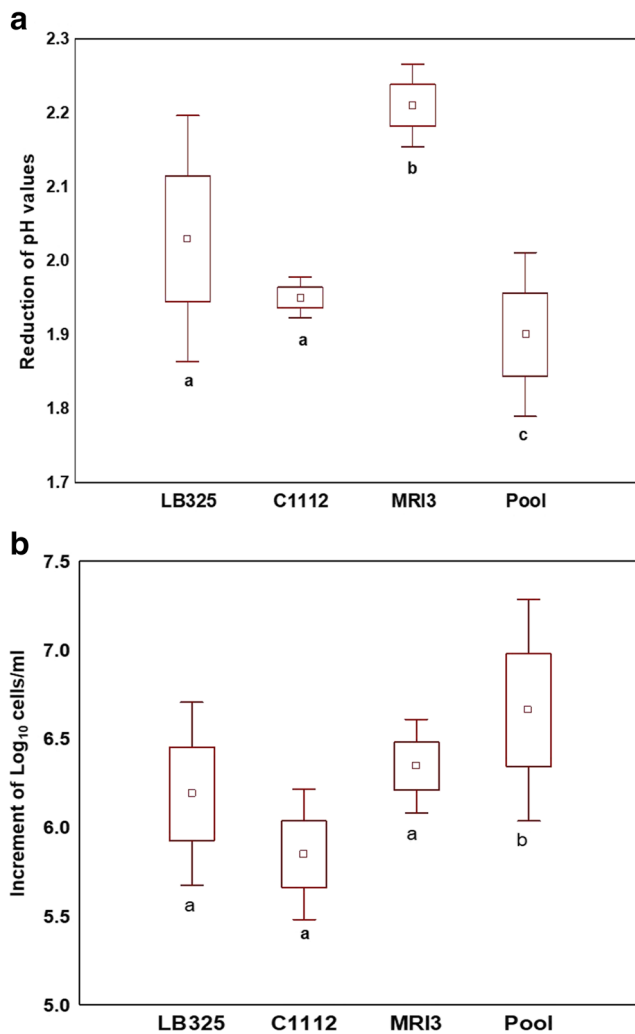 a
Reduction of pH values
2.3
2.2
2.1
2.0
1.9
1.8
1.7
a
a
b
c
LB325 C1112 MRI3 Pool
b
Increment of Log₁₀ cells/ml
7.5
7.0
6.5
6.0
5.5
5.0
a
a
a
b
LB325 C1112 MRI3 Pool